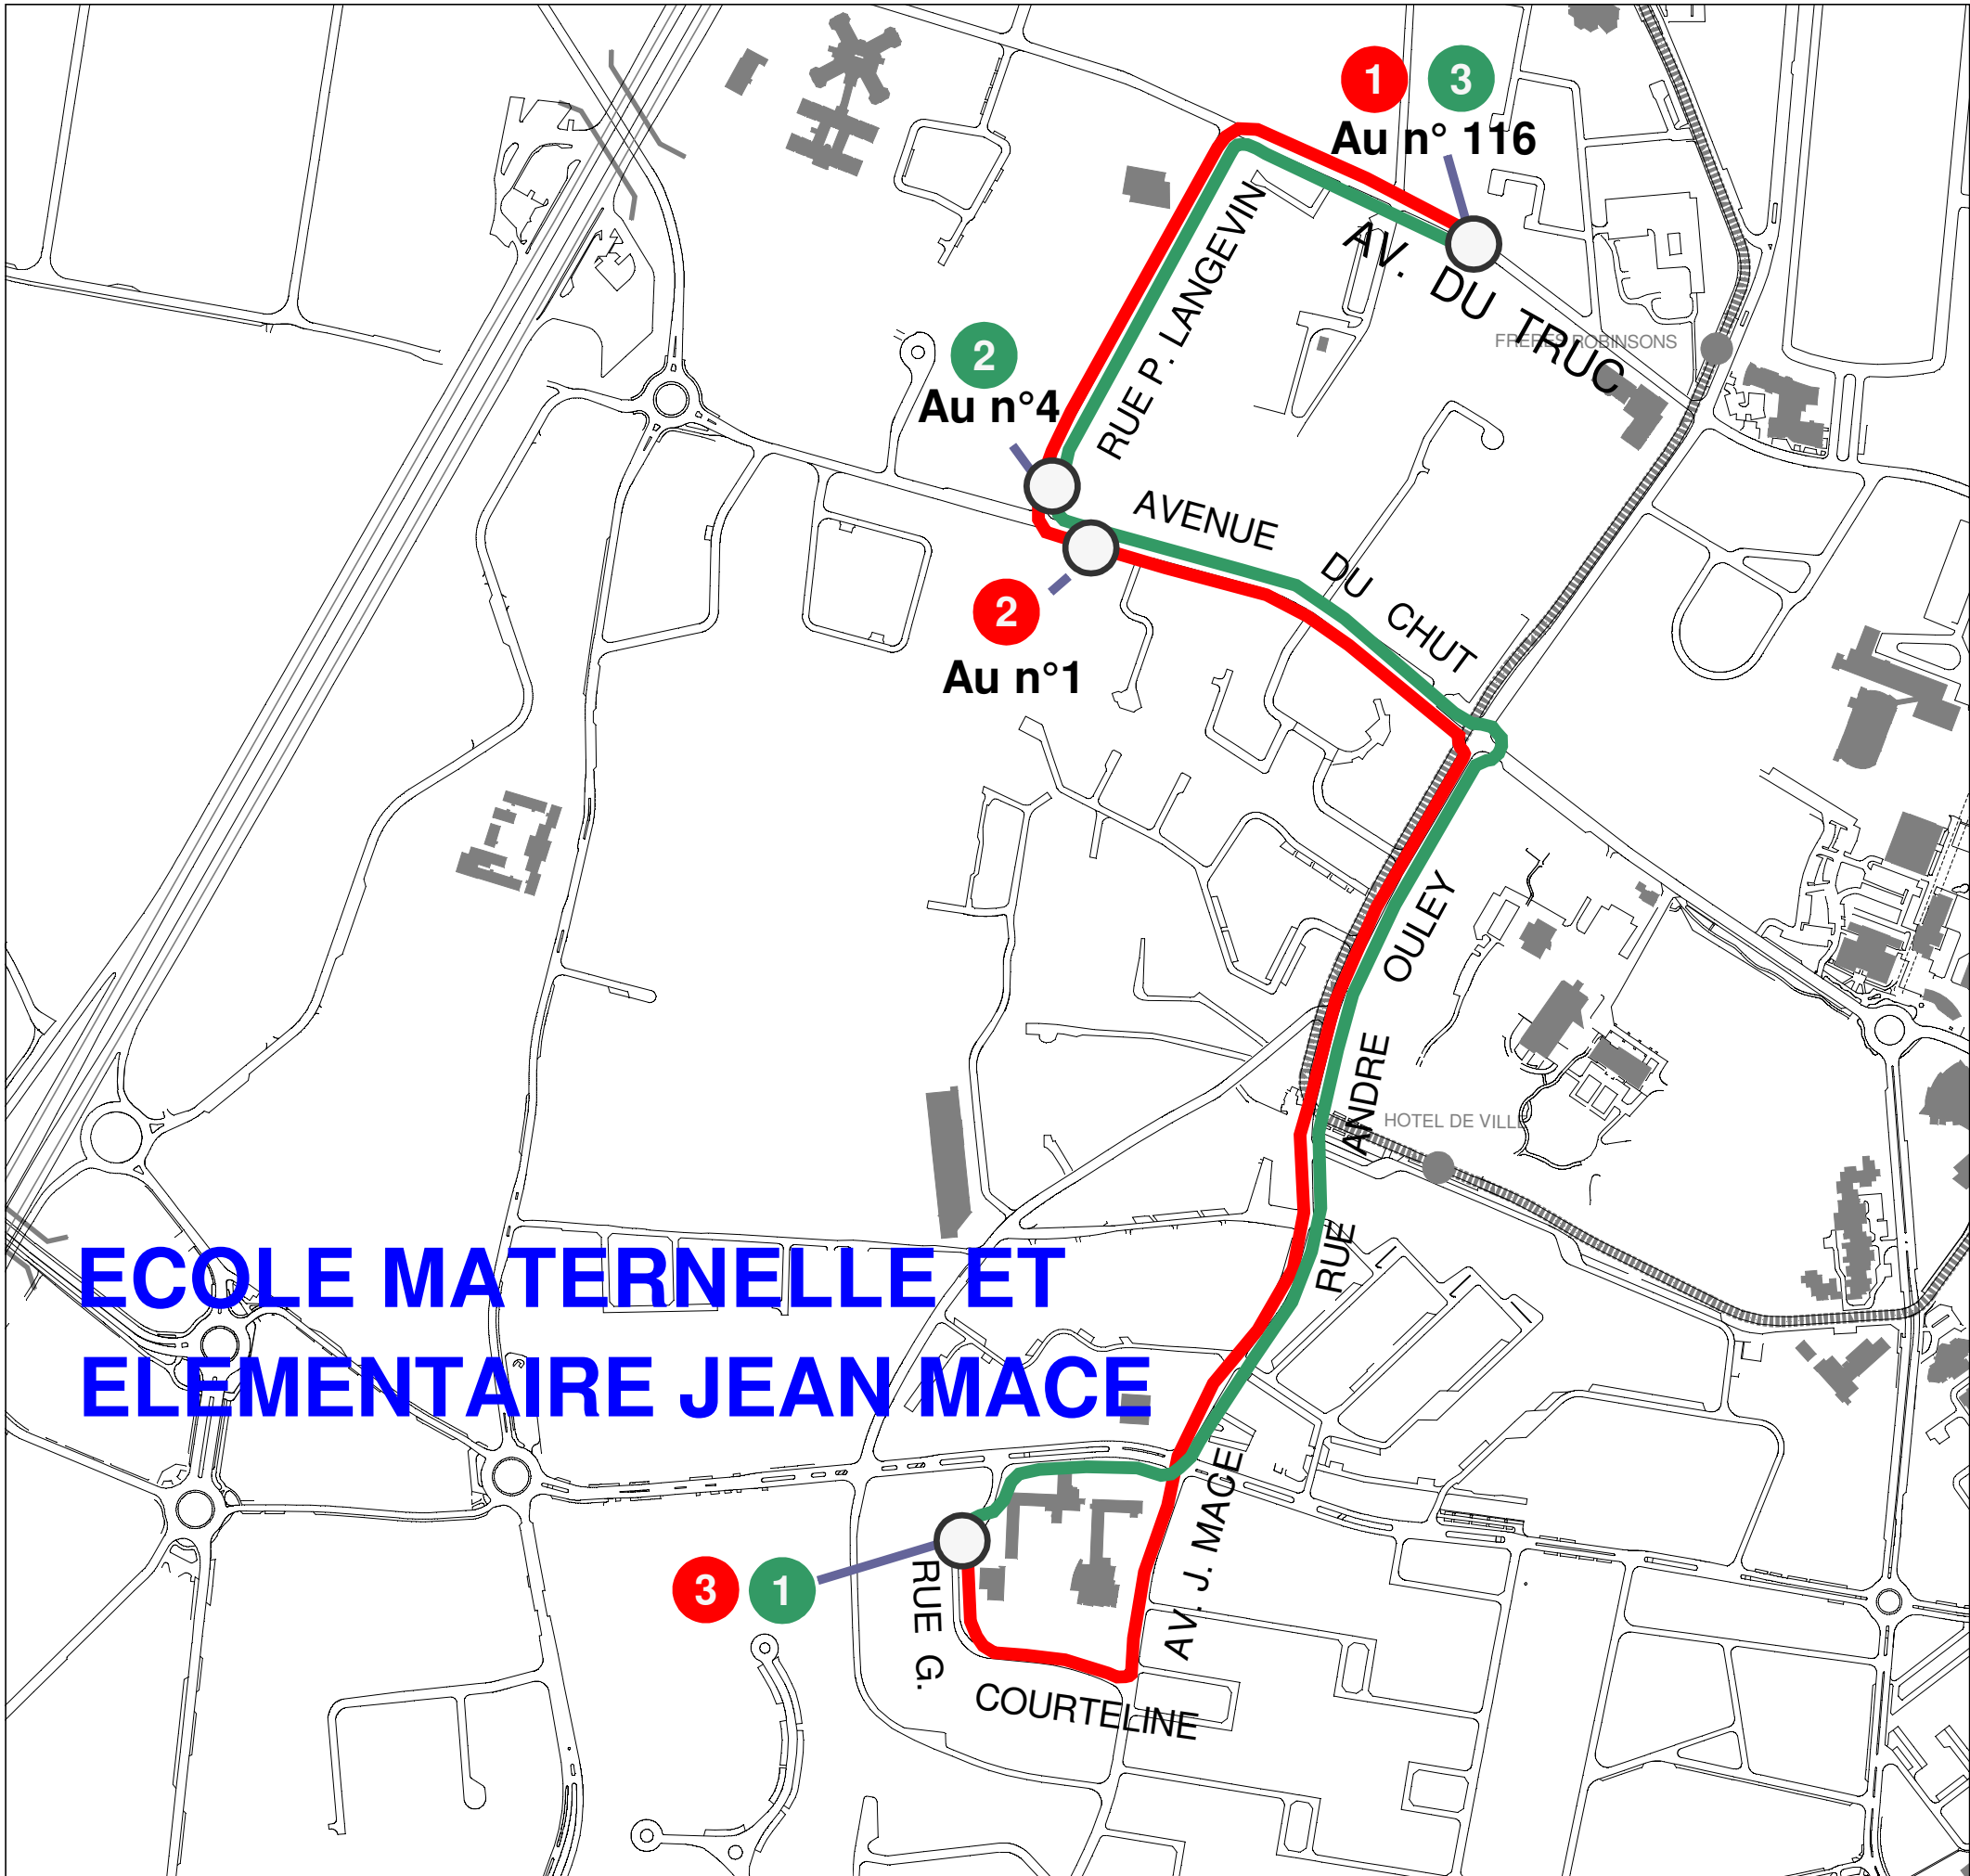 1 3
Au n° 116
RUE P. LANGEVIN
AV. DU TRUC
FRERES ROBINSONS
2
Au n°4
AVENUE DU CHUT
2
Au n°1
RUE ANDRE OULEY
HOTEL DE VILLE
ECOLE MATERNELLE ET
ELEMENTAIRE JEAN MACE
AV. J. MACE
3 1
RUE G. COURTELINE